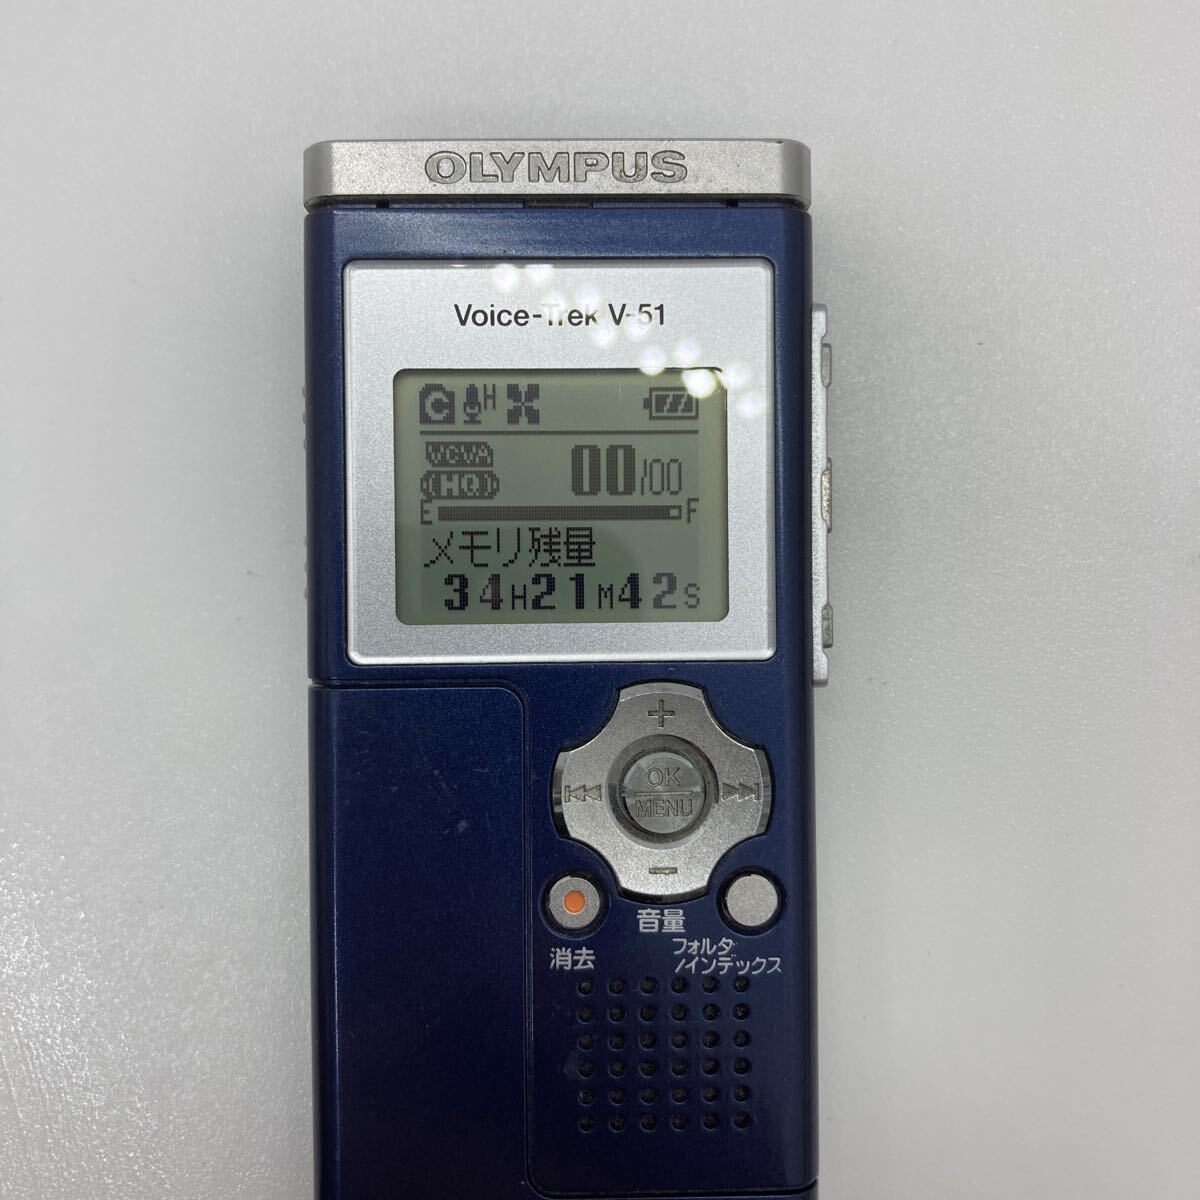 OLYMPUS
Voice-Trek V-51
C H
VCVA
HQ 00/00
E F
メモリ残量
34H21M42S
+
OK
MENU
−
音量
消去
フォルダ
/インデックス